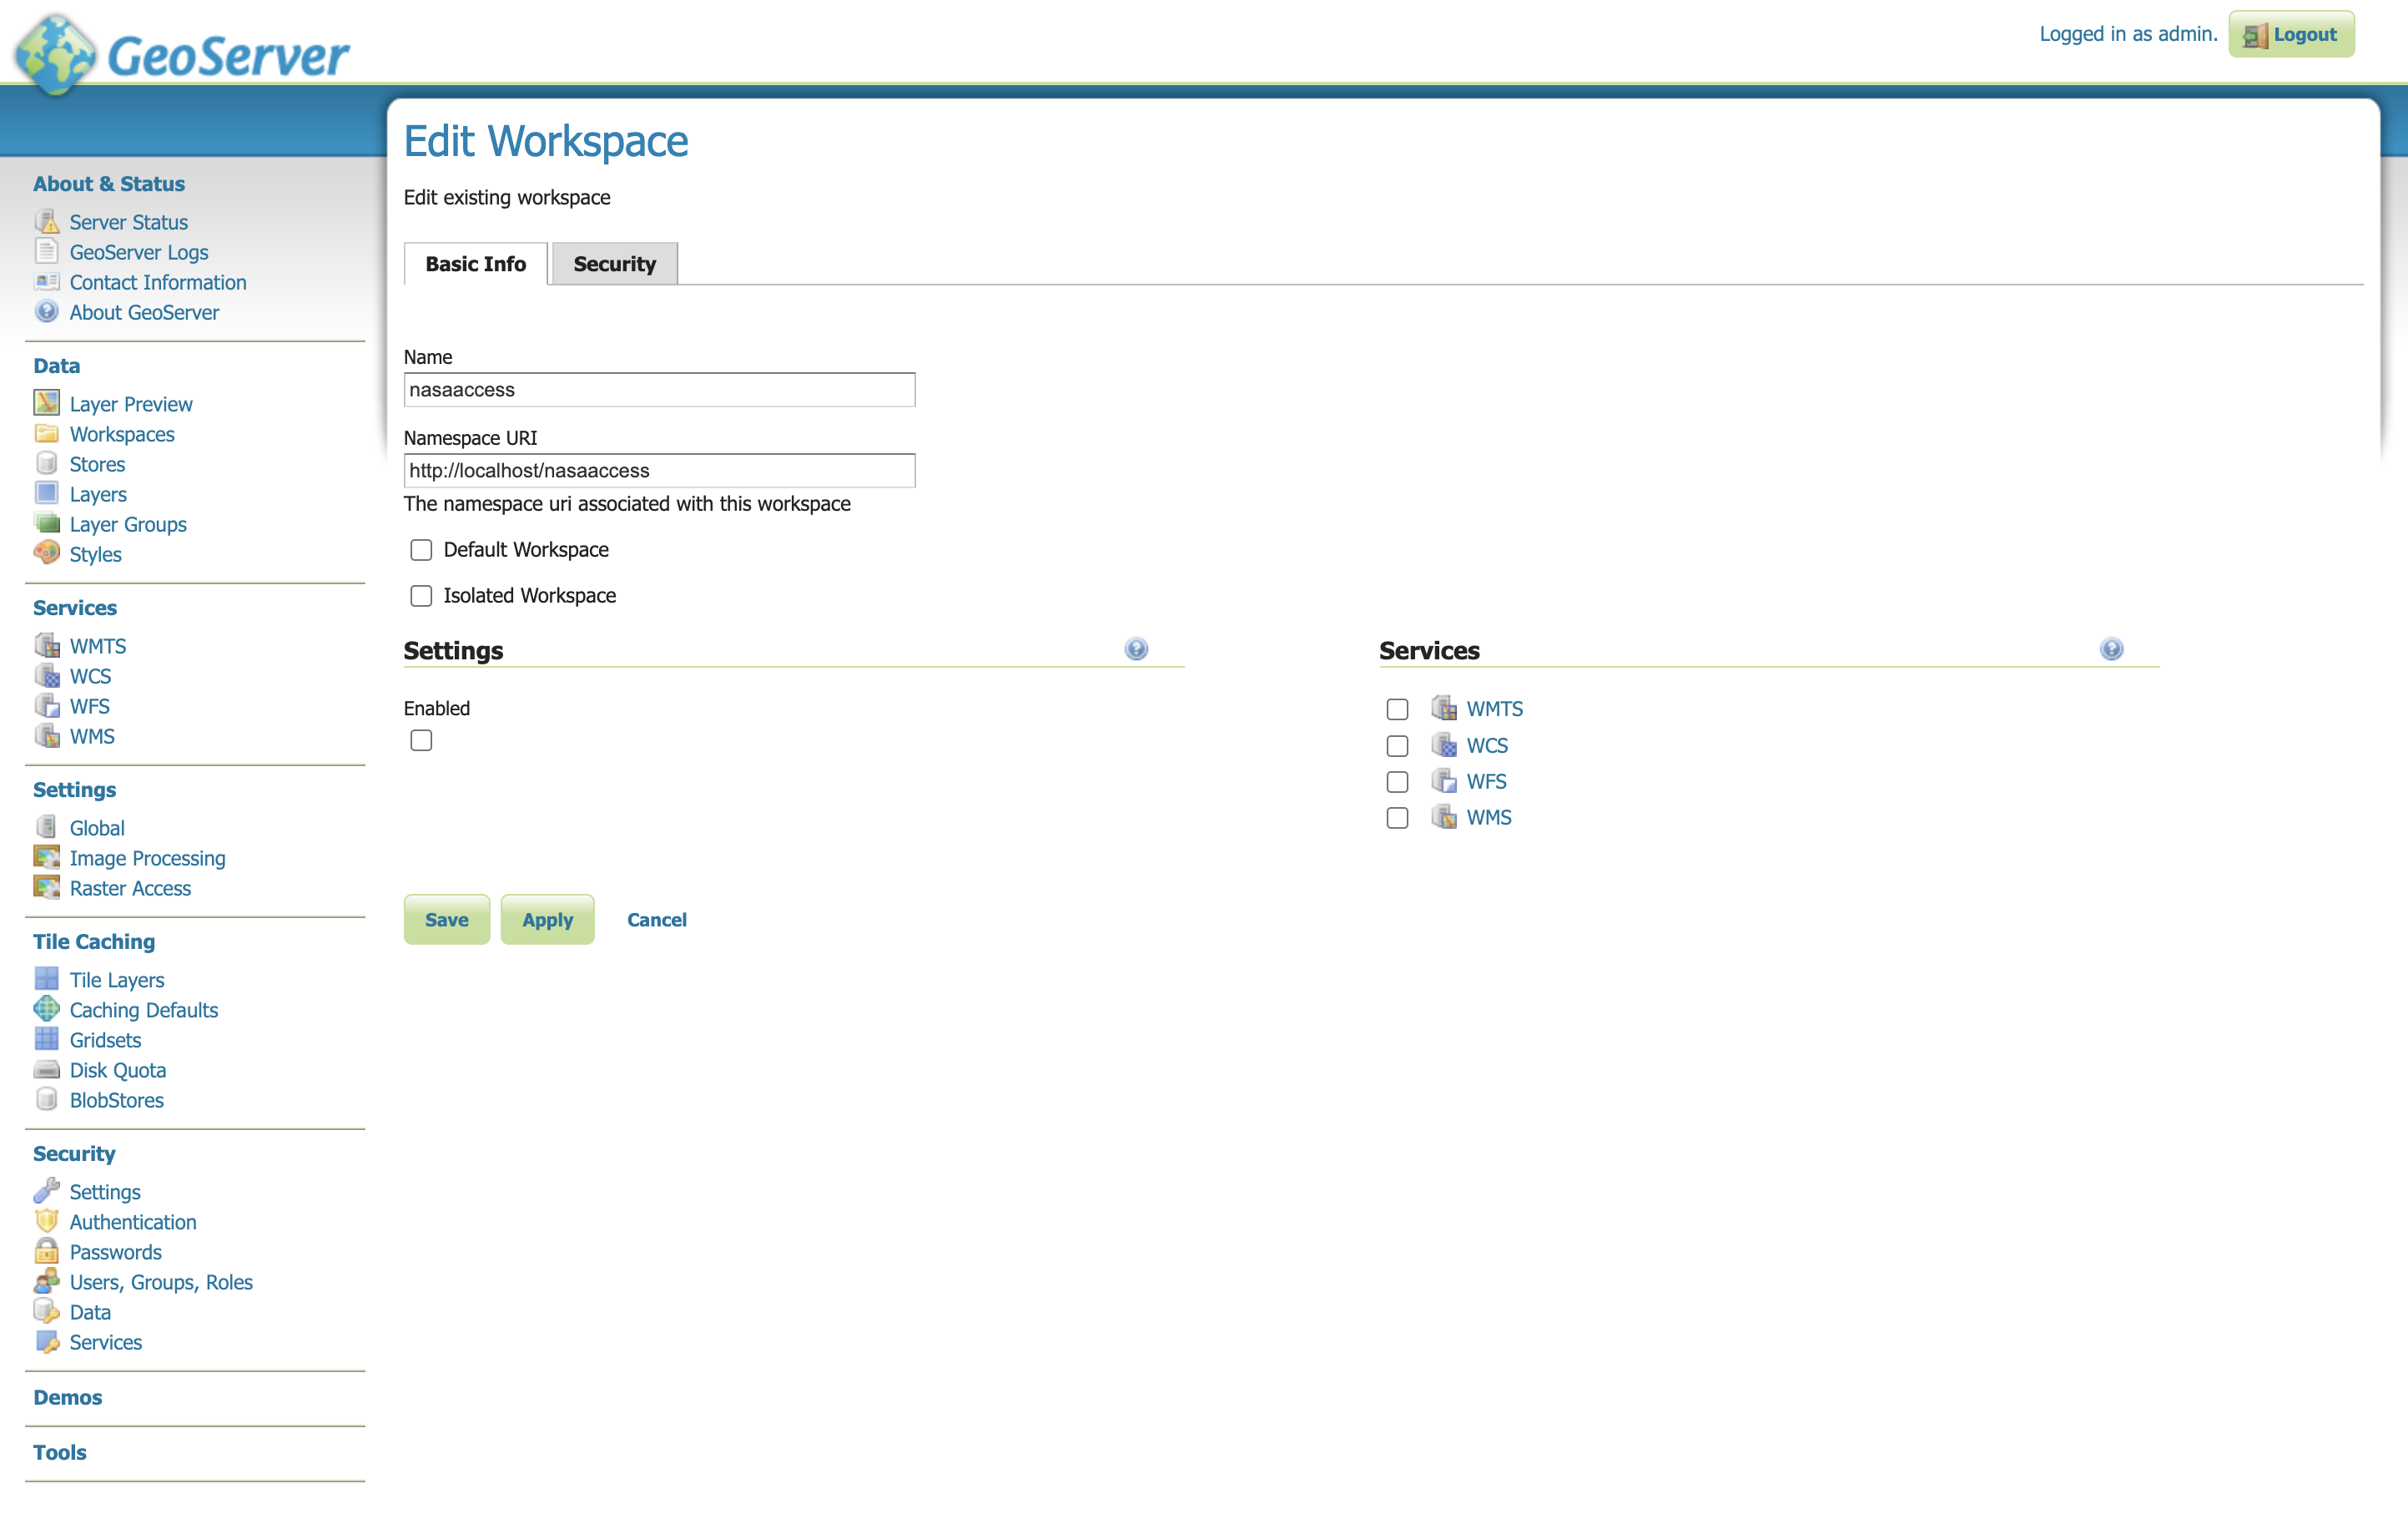 GeoServer
Logged in as admin.
Logout
About & Status
Server Status
GeoServer Logs
Contact Information
About GeoServer
Data
Layer Preview
Workspaces
Stores
Layers
Layer Groups
Styles
Services
WMTS
WCS
WFS
WMS
Settings
Global
Image Processing
Raster Access
Tile Caching
Tile Layers
Caching Defaults
Gridsets
Disk Quota
BlobStores
Security
Settings
Authentication
Passwords
Users, Groups, Roles
Data
Services
Demos
Tools
Edit Workspace
Edit existing workspace
Basic Info
Security
Name
nasaaccess
Namespace URI
http://localhost/nasaaccess
The namespace uri associated with this workspace
Default Workspace
Isolated Workspace
Settings
Enabled
Services
WMTS
WCS
WFS
WMS
Save
Apply
Cancel